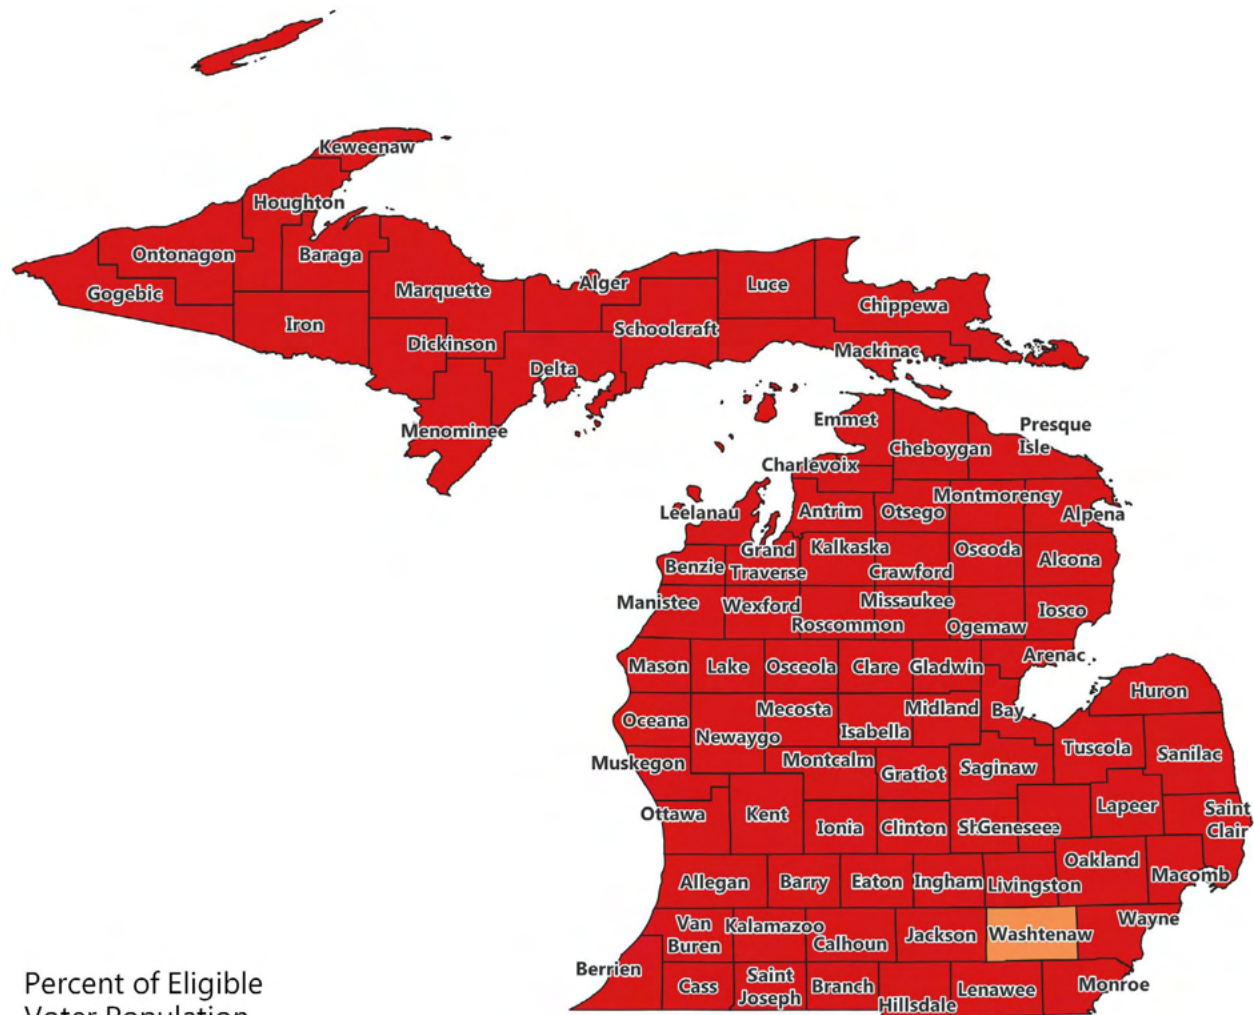 Keweenaw
Houghton
Ontonagon
Baraga
Gogebic
Marquette
Alger
Luce
Chippewa
Iron
Schoolcraft
Dickinson
Mackinac
Delta
Menominee
Emmet
Presque
Isle
Cheboygan
Charlevoix
Montmorency
Leelanau
Antrim
Otsego
Alpena
Grand
Traverse
Kalkaska
Oscoda
Alcona
Benzie
Crawford
Manistee
Wexford
Missaukee
Iosco
Roscommon
Ogemaw
Arenac
Mason
Lake
Osceola
Clare
Gladwin
Huron
Oceana
Mecosta
Midland
Bay
Newaygo
Isabella
Tuscola
Sanilac
Muskegon
Montcalm
Gratiot
Saginaw
Ottawa
Kent
Ionia
Clinton
Genesee
Lapeer
Saint
Clair
Allegan
Barry
Eaton
Ingham
Livingston
Oakland
Macomb
Van
Buren
Kalamazoo
Calhoun
Jackson
Washtenaw
Wayne
Berrien
Cass
Saint
Joseph
Branch
Hillsdale
Lenawee
Monroe
Percent of Eligible
Voter Population